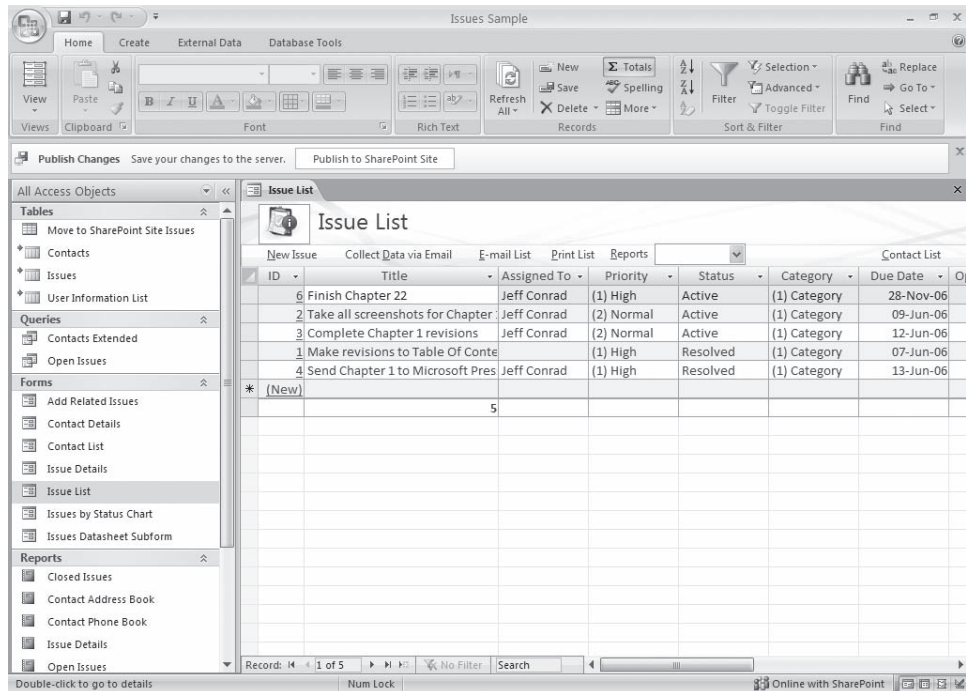 Issues Sample
Home Create External Data Database Tools
View
Views
Paste
Clipboard
B I U A
Font
ab
Rich Text
Refresh All
New
Save
Delete
Σ Totals
Spelling
More
Records
Filter
Selection
Advanced
Toggle Filter
Sort & Filter
Find
Replace
Go To
Select
Find
Publish Changes Save your changes to the server. Publish to SharePoint Site
All Access Objects
Tables
Move to SharePoint Site Issues
Contacts
Issues
User Information List
Queries
Contacts Extended
Open Issues
Forms
Add Related Issues
Contact Details
Contact List
Issue Details
Issue List
Issues by Status Chart
Issues Datasheet Subform
Reports
Closed Issues
Contact Address Book
Contact Phone Book
Issue Details
Open Issues
Issue List
Issue List
New Issue Collect Data via Email E-mail List Print List Reports Contact List
ID Title Assigned To Priority Status Category Due Date Op
6 Finish Chapter 22 Jeff Conrad (1) High Active (1) Category 28-Nov-06
2 Take all screenshots for Chapter Jeff Conrad (2) Normal Active (1) Category 09-Jun-06
3 Complete Chapter 1 revisions Jeff Conrad (2) Normal Active (1) Category 12-Jun-06
1 Make revisions to Table Of Conte (1) High Resolved (1) Category 07-Jun-06
4 Send Chapter 1 to Microsoft Pres Jeff Conrad (1) High Resolved (1) Category 13-Jun-06
* (New)
5
Record: 1 of 5 No Filter Search
Double-click to go to details Num Lock Online with SharePoint